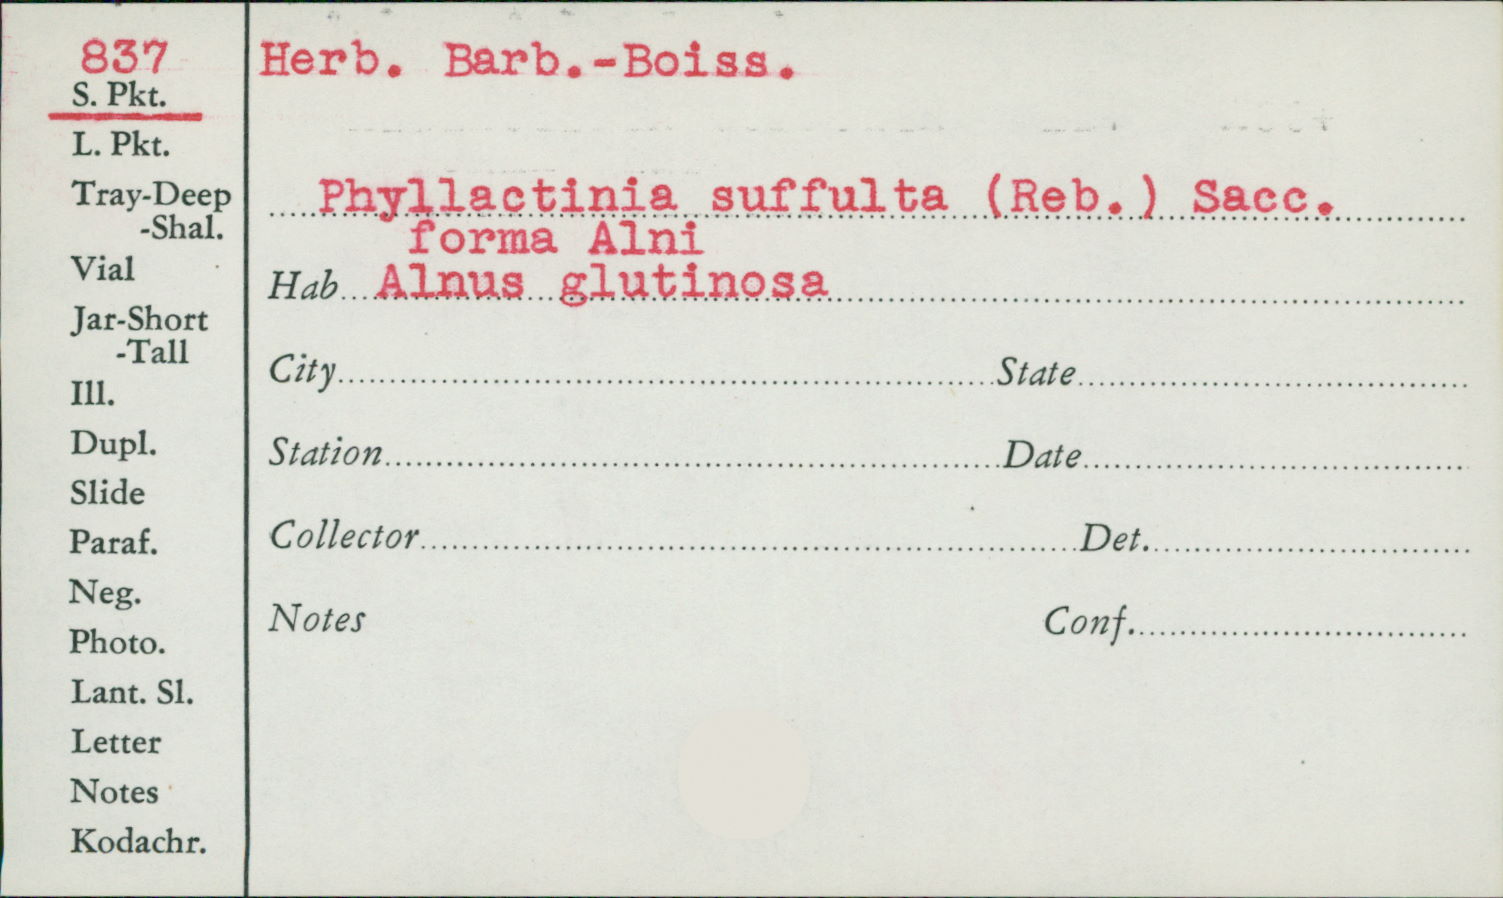 837
S. Pkt.
L. Pkt.
Tray-Deep
-Shal.
Vial
Jar-Short
-Tall
Ill.
Dupl.
Slide
Paraf.
Neg.
Photo.
Lant. Sl.
Letter
Notes
Kodachr.
Herb. Barb.-Boiss.
Phyllactinia suffulta (Reb.) Sacc.
forma Alni
Hab. Alnus glutinosa
City State
Station Date
Collector Det.
Notes Conf.